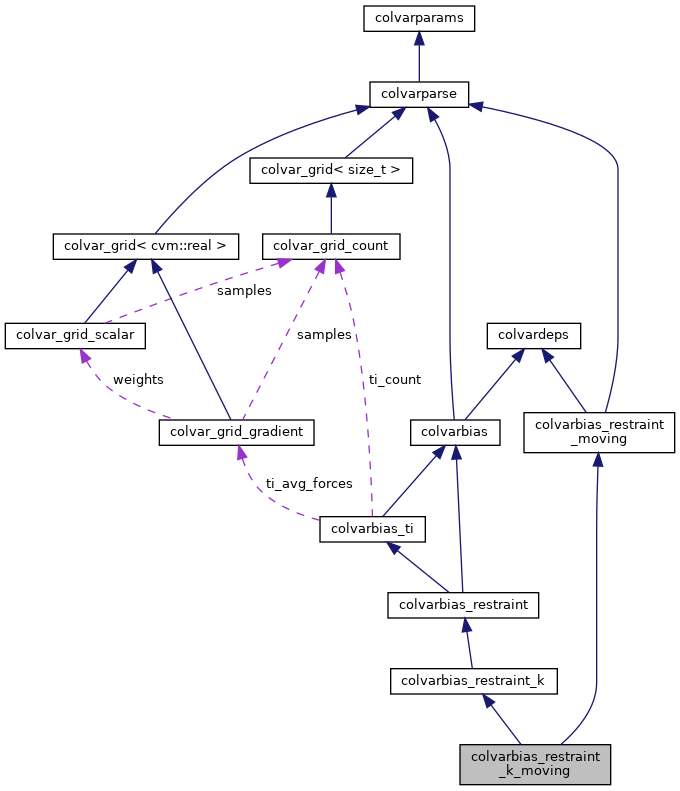 colvarparams
colvarparse
colvar_grid< size_t >
colvar_grid< cvm::real >
colvar_grid_count
samples
colvar_grid_scalar
samples
colvardeps
weights
ti_count
colvar_grid_gradient
colvarbias
colvarbias_restraint
_moving
ti_avg_forces
colvarbias_ti
colvarbias_restraint
colvarbias_restraint_k
colvarbias_restraint
_k_moving